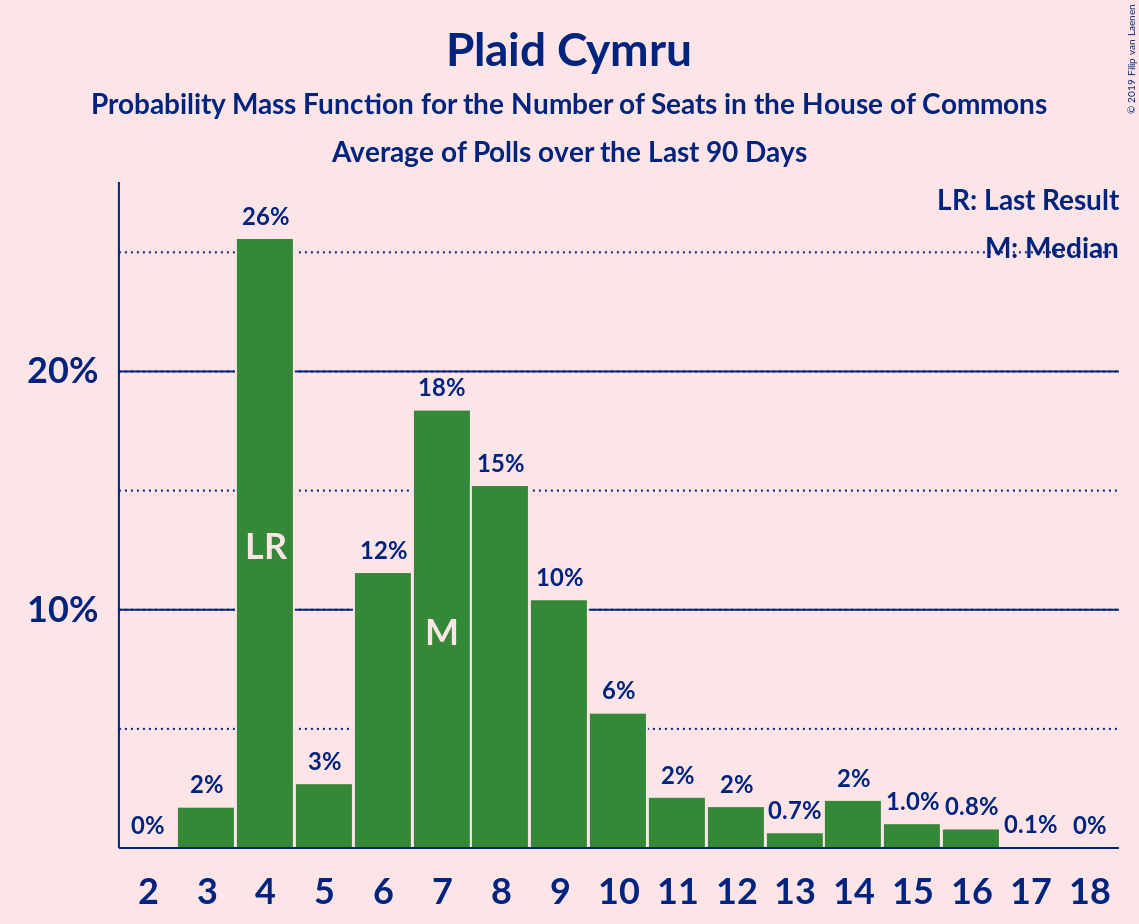 Plaid Cymru
Probability Mass Function for the Number of Seats in the House of Commons
Average of Polls over the Last 90 Days
© 2019 Filip van Laenen
LR: Last Result
M: Median
20%
10%
0%
2%
26%
3%
12%
18%
15%
10%
6%
2%
2%
0.7%
2%
1.0%
0.8%
0.1%
0%
LR
M
2 3 4 5 6 7 8 9 10 11 12 13 14 15 16 17 18